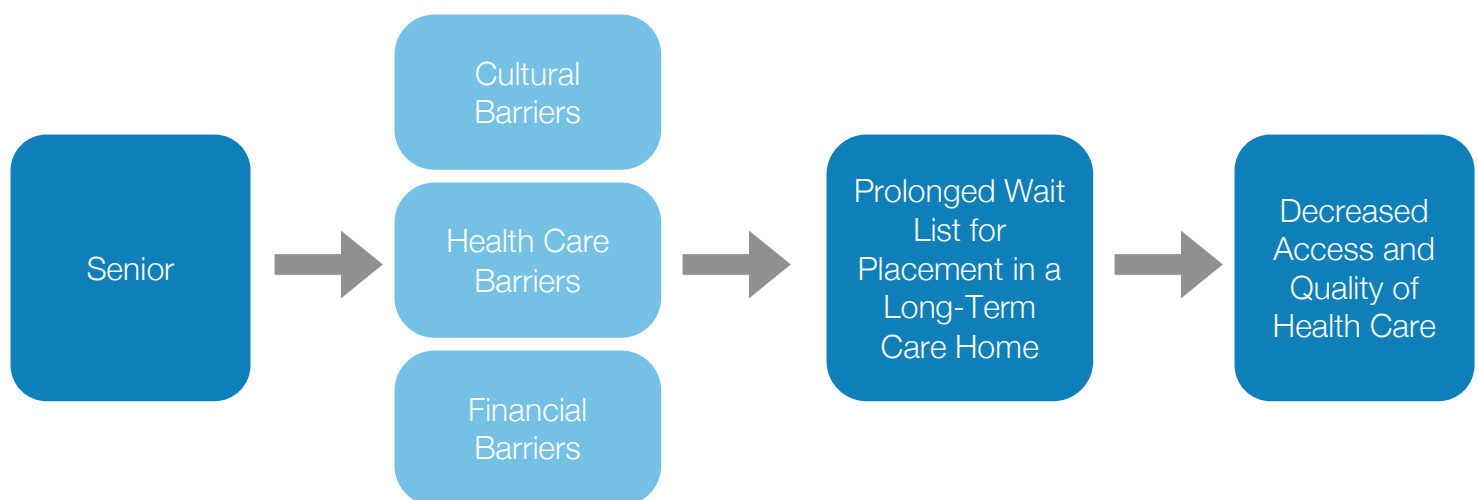 Senior
Cultural
Barriers
Health Care
Barriers
Financial
Barriers
Prolonged Wait
List for
Placement in a
Long-Term
Care Home
Decreased
Access and
Quality of
Health Care